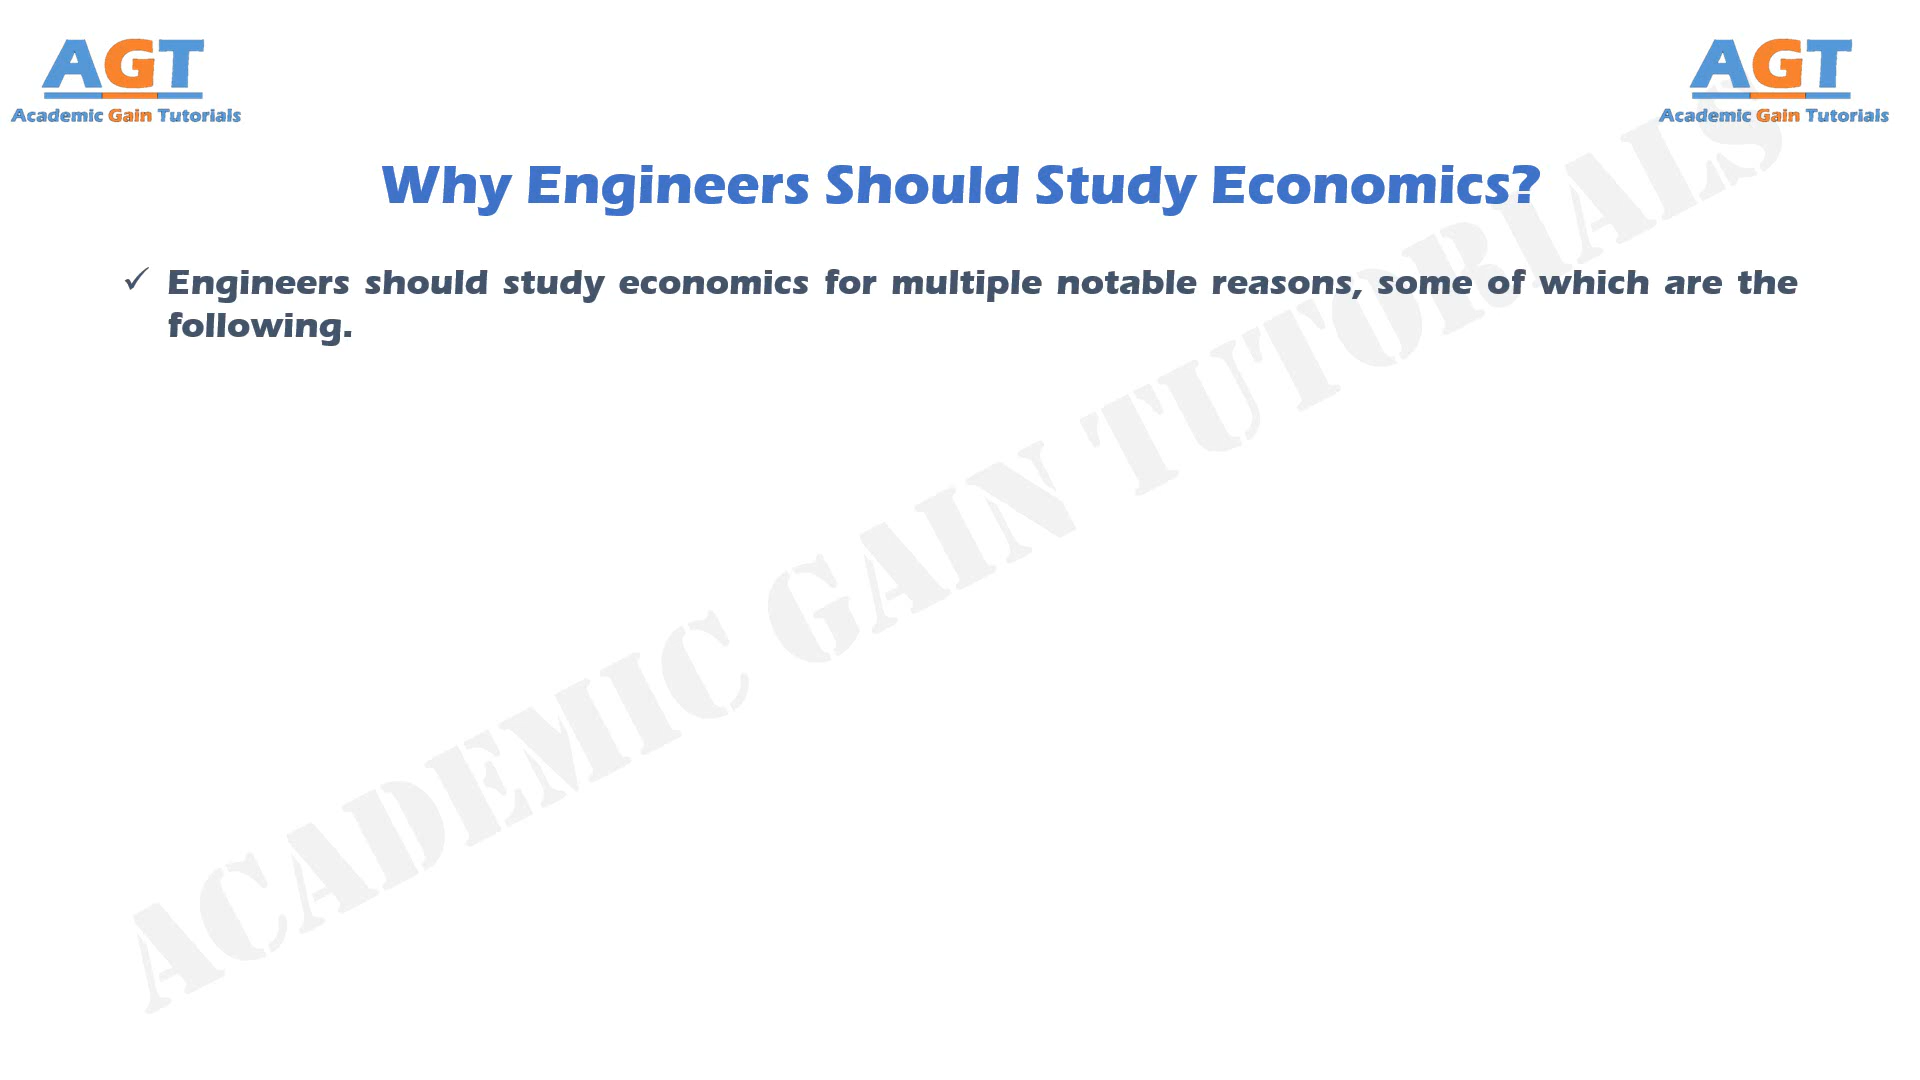 AGT
Academic Gain Tutorials
AGT
Academic Gain Tutorials
Why Engineers Should Study Economics?
✓ Engineers should study economics for multiple notable reasons, some of which are the
following.
ACADEMIC GAIN TUTORIALS